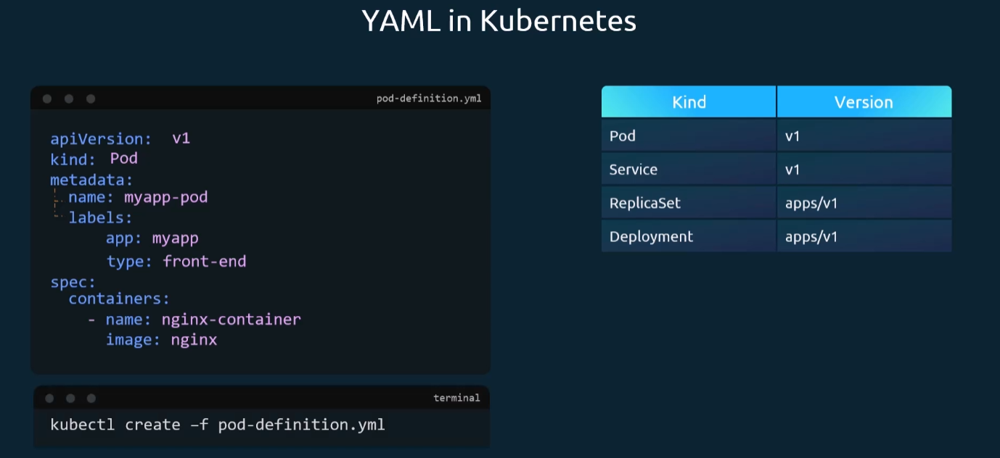 YAML in Kubernetes
pod-definition.yml
apiVersion: v1
kind: Pod
metadata:
name: myapp-pod
labels:
app: myapp
type: front-end
spec:
containers:
- name: nginx-container
image: nginx
terminal
kubectl create –f pod-definition.yml
Kind Version
Pod v1
Service v1
ReplicaSet apps/v1
Deployment apps/v1